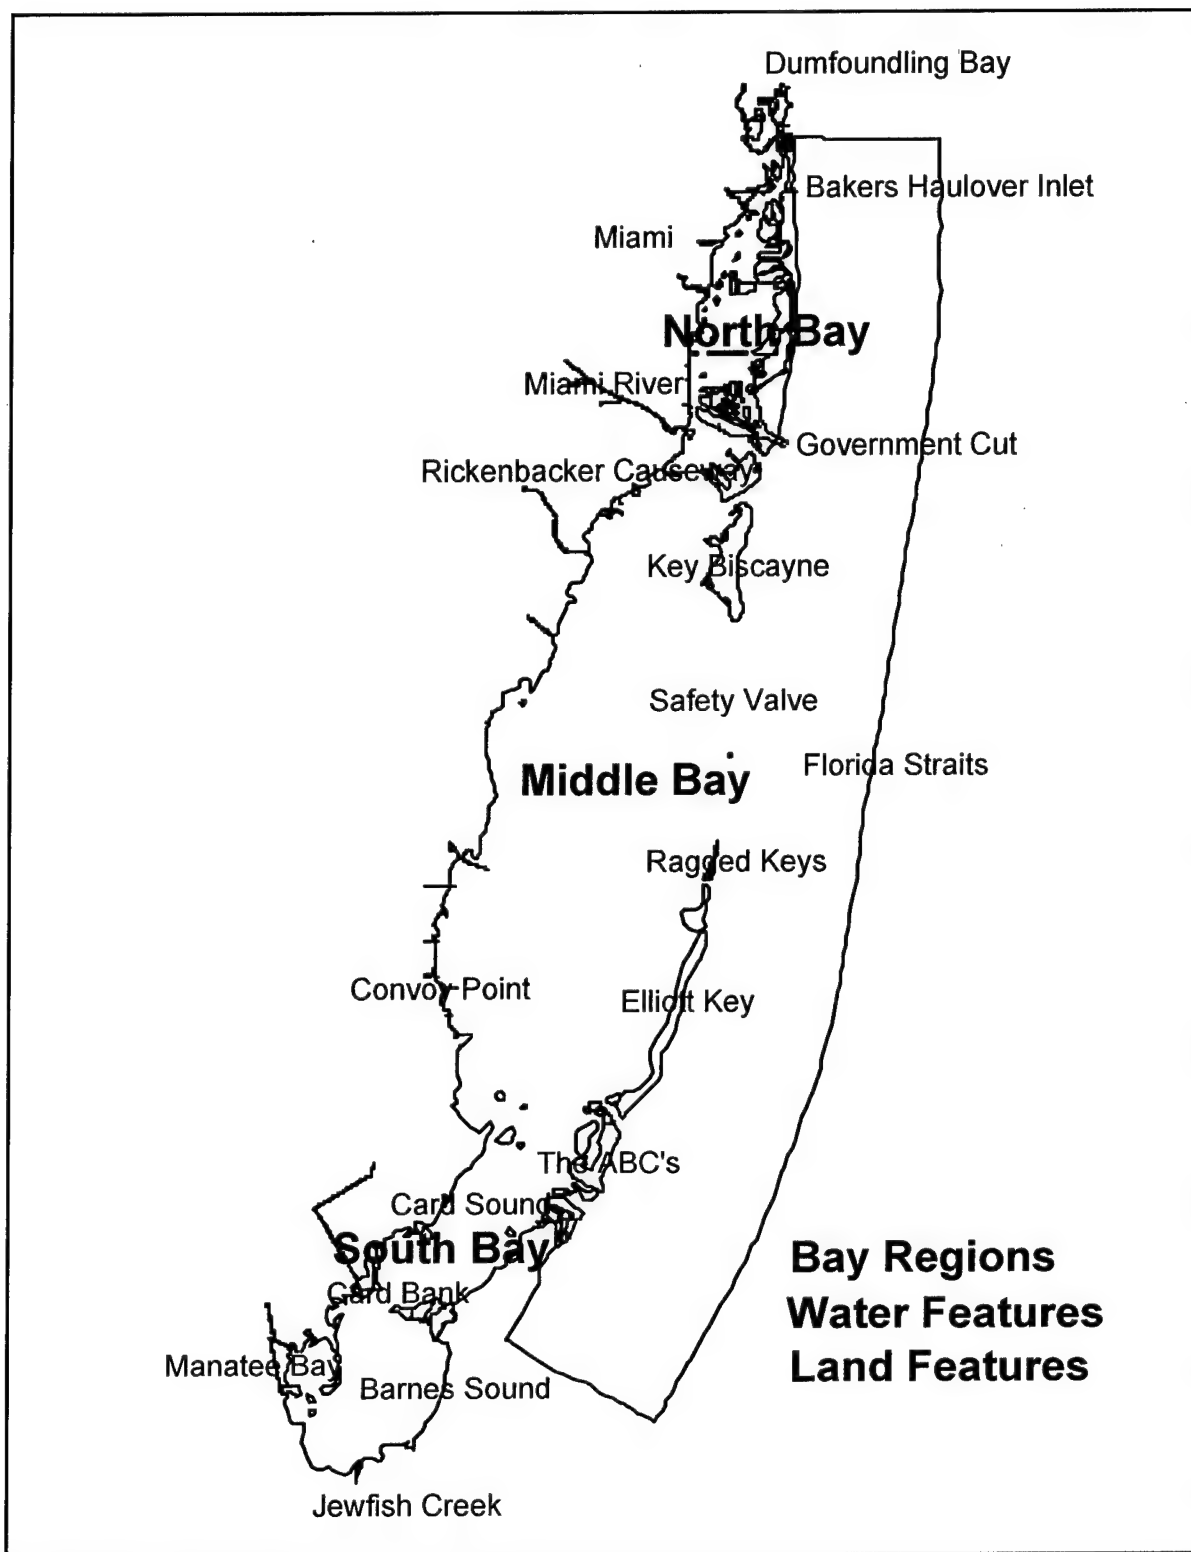 Dumfoundling Bay
Bakers Haulover Inlet
Miami
North Bay
Miami River
Government Cut
Rickenbacker Causeway
Key Biscayne
Safety Valve
Florida Straits
Middle Bay
Ragged Keys
Convoy Point
Elliott Key
The ABC's
Card Sound
South Bay
Bay Regions
Card Bank
Water Features
Manatee Bay
Land Features
Barnes Sound
Jewfish Creek